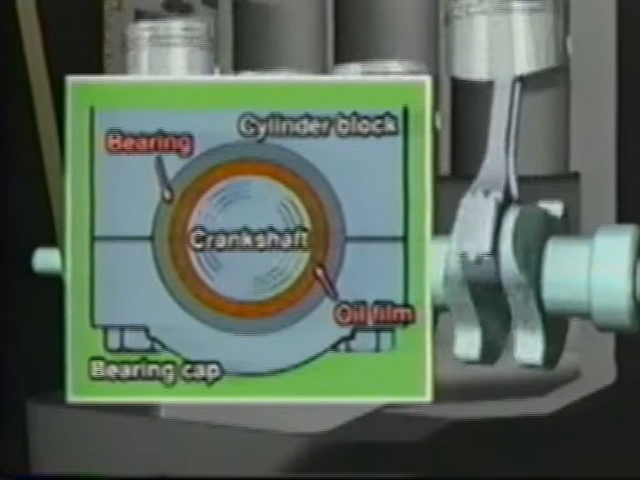 Cylinder block
Bearing
Crankshaft
Oil film
Bearing cap